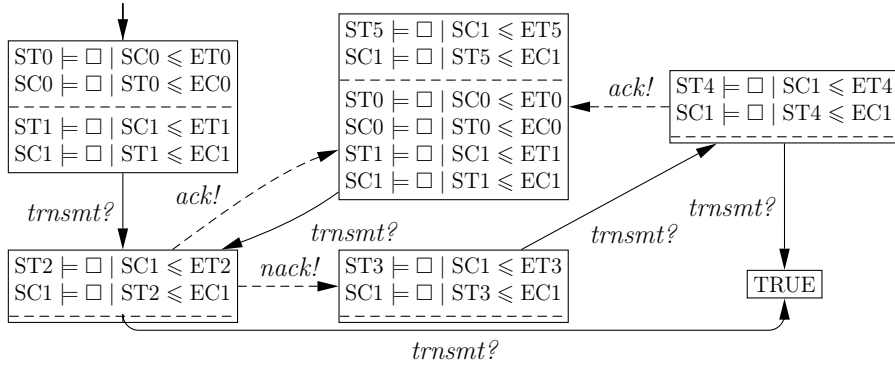 ST0 ⊨ □ | SC0 ⩽ ET0
SC0 ⊨ □ | ST0 ⩽ EC0
ST1 ⊨ □ | SC1 ⩽ ET1
SC1 ⊨ □ | ST1 ⩽ EC1
ST5 ⊨ □ | SC1 ⩽ ET5
SC1 ⊨ □ | ST5 ⩽ EC1
ST0 ⊨ □ | SC0 ⩽ ET0
SC0 ⊨ □ | ST0 ⩽ EC0
ST1 ⊨ □ | SC1 ⩽ ET1
SC1 ⊨ □ | ST1 ⩽ EC1
ack!
ST4 ⊨ □ | SC1 ⩽ ET4
SC1 ⊨ □ | ST4 ⩽ EC1
trnsmt?
ack!
trnsmt?
trnsmt?
trnsmt?
ST2 ⊨ □ | SC1 ⩽ ET2
SC1 ⊨ □ | ST2 ⩽ EC1
nack!
ST3 ⊨ □ | SC1 ⩽ ET3
SC1 ⊨ □ | ST3 ⩽ EC1
TRUE
trnsmt?